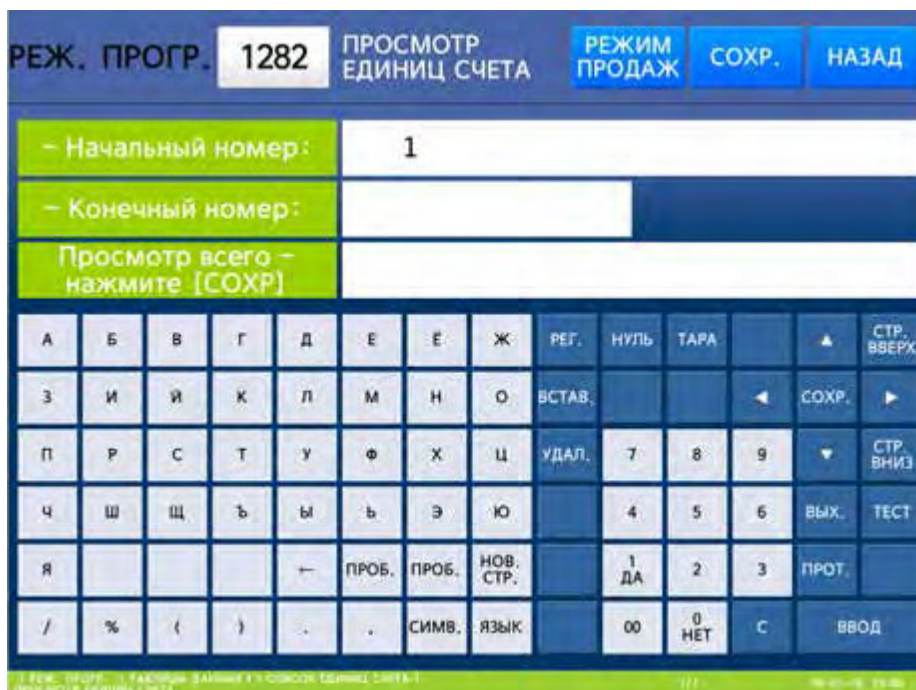 РЕЖ. ПРОГР. 1282 ПРОСМОТР ЕДИНИЦ СЧЕТА РЕЖИМ ПРОДАЖ СОХР. НАЗАД
- Начальный номер: 1
- Конечный номер:
Просмотр всего -
нажмите [СОХР]
А Б В Г Д Е Ё Ж РЕГ. НУЛЬ ТАРА ▲ СТР. ВВЕРХ
З И Й К Л М Н О ВСТАВ. ◄ СОХР. ►
П Р С Т У Ф Х Ц УДАЛ. 7 8 9 ▼ СТР. ВНИЗ
Ч Ш Щ Ъ Ы Ь Э Ю 4 5 6 ВЫХ. ТЕСТ
Я ← ПРОБ. ПРОБ. НОВ. СТР. 1 ДА 2 3 ПРОТ.
/ % ( ) . , СИМВ. ЯЗЫК 00 0 НЕТ C ВВОД